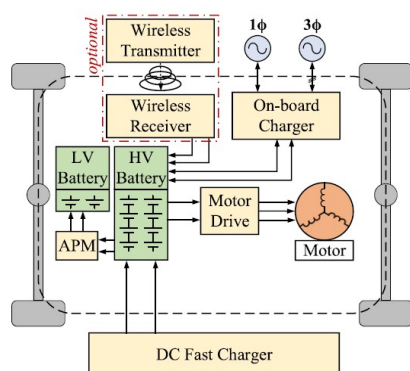 optional
Wireless
Transmitter
Wireless
Receiver
1ϕ
3ϕ
On-board
Charger
LV
Battery
HV
Battery
APM
Motor
Drive
Motor
DC Fast Charger